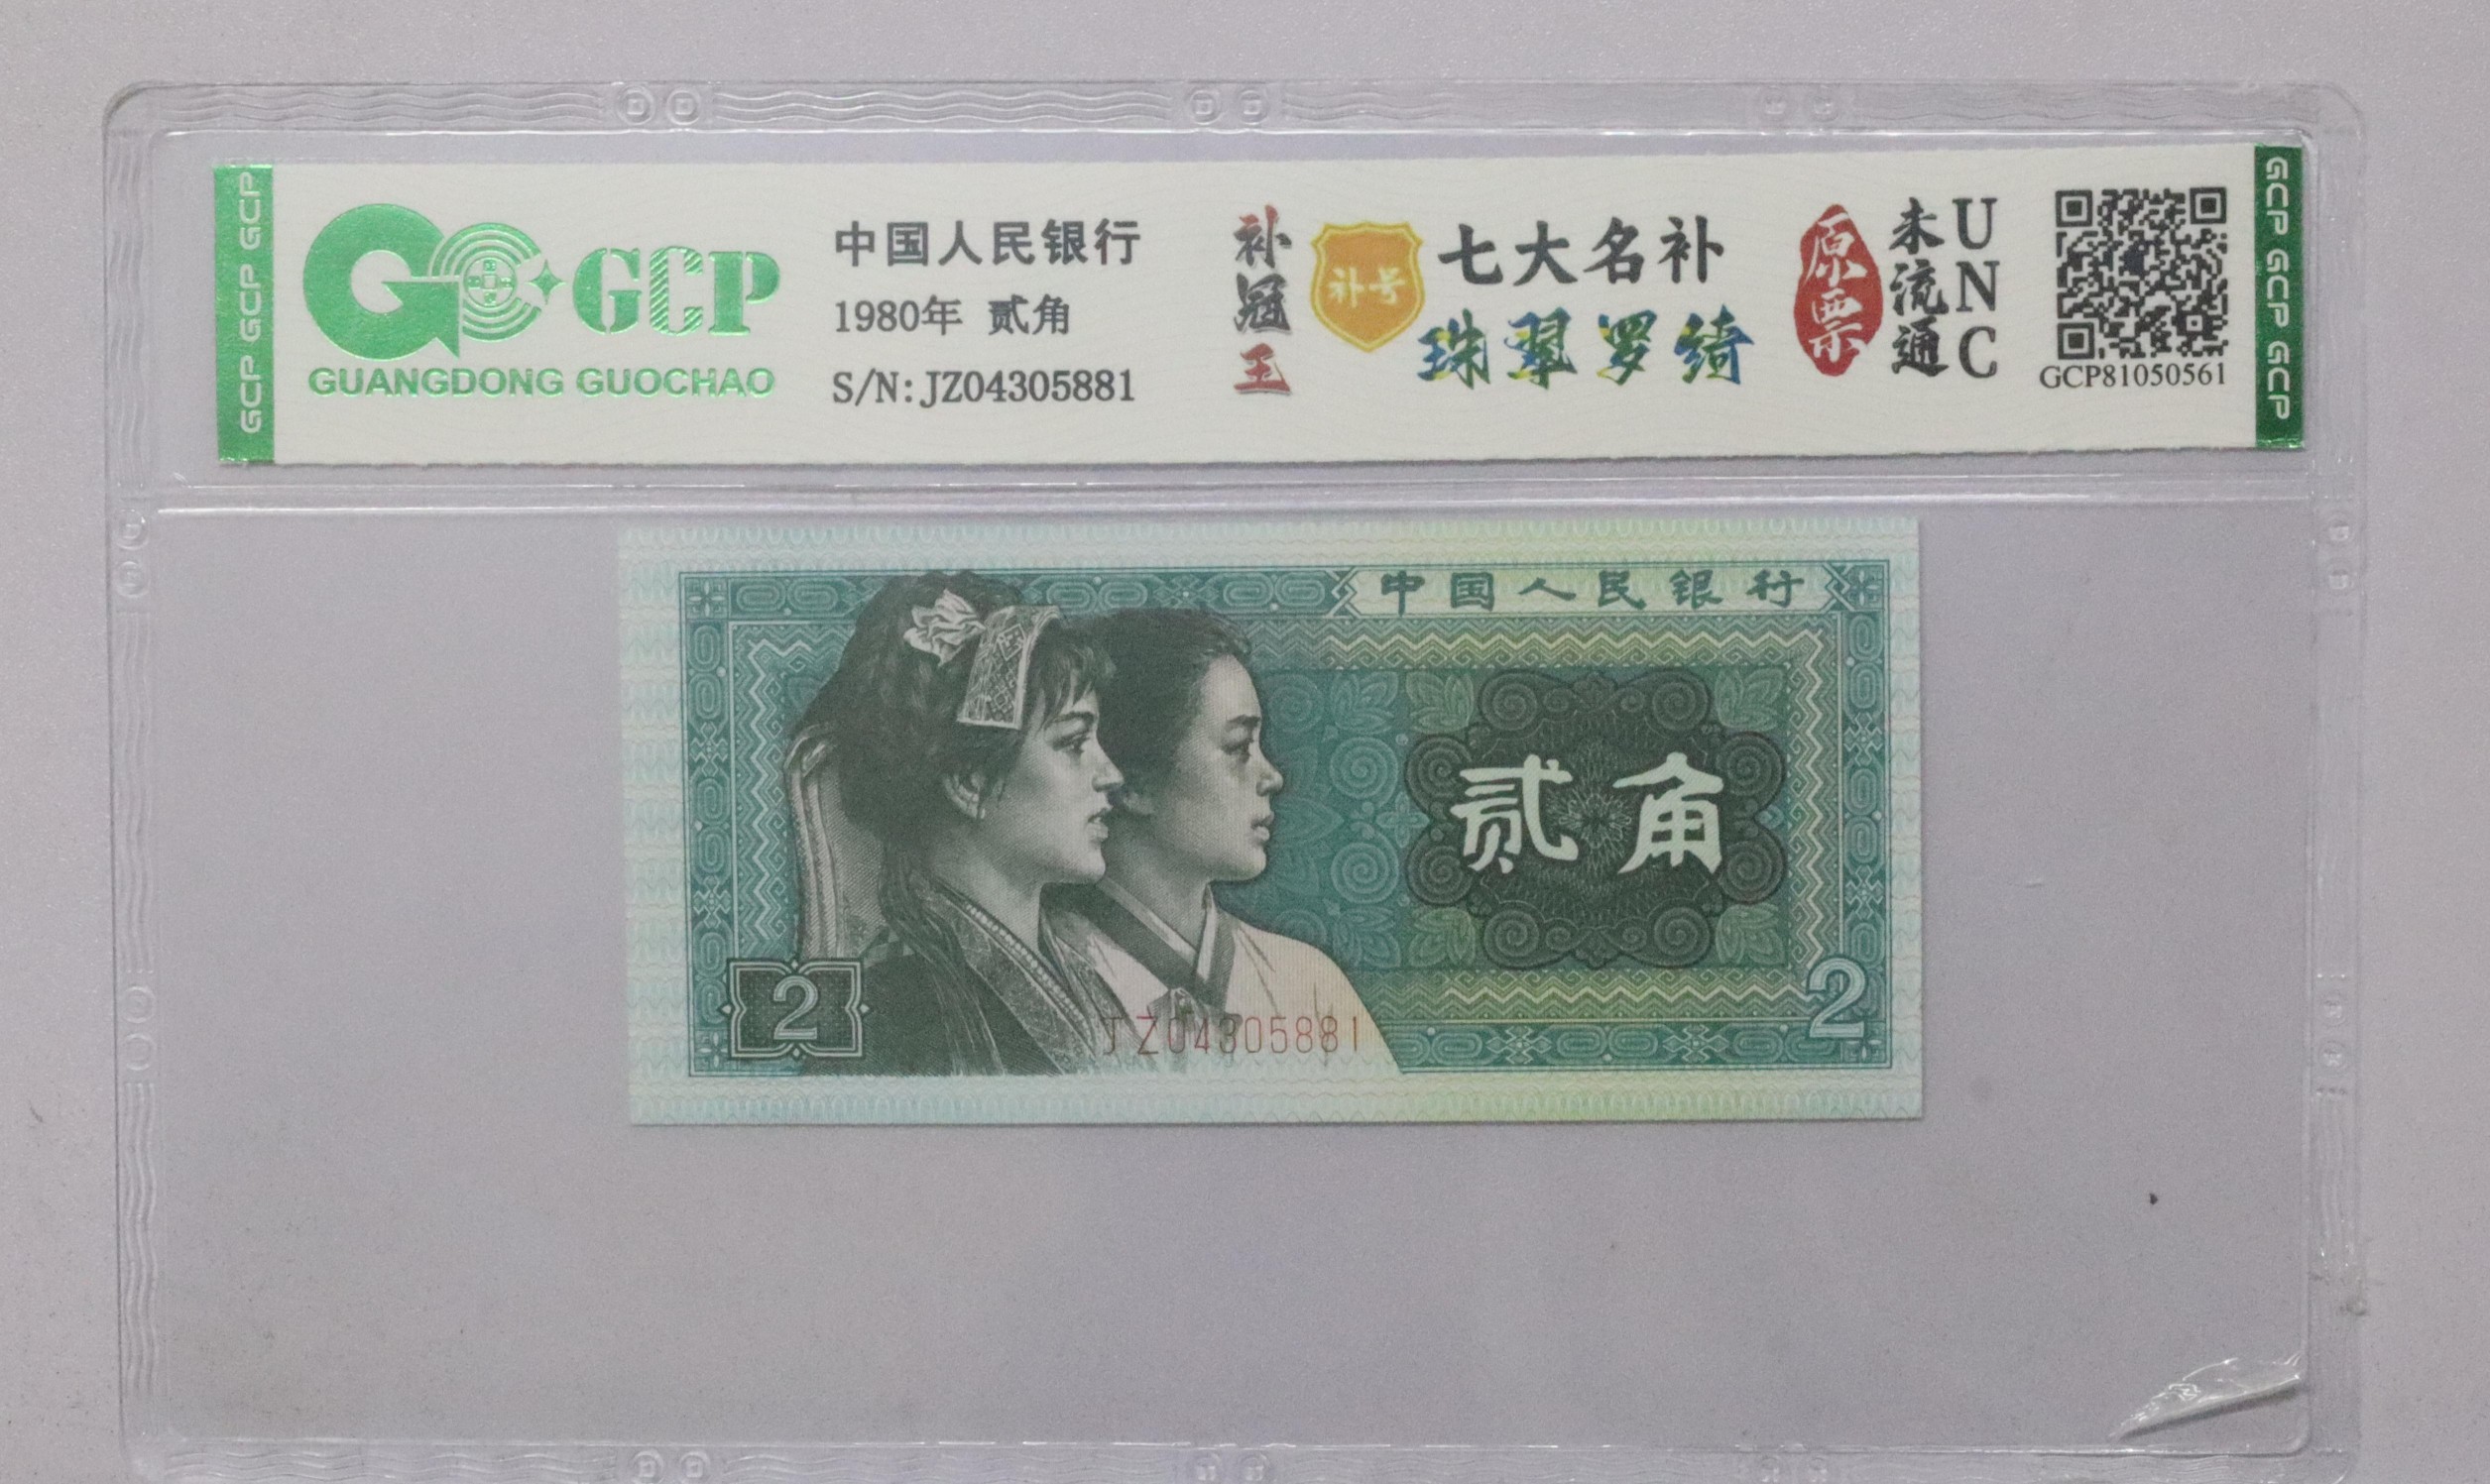 GCP GCP GCP
GCP
GUANGDONG GUOCHAO
中国人民银行
1980年 贰角
S/N:JZ04305881
补冠王
补号
七大名补
珠翠罗绮
原票
未流通
UNC
GCP81050561
GCP GCP GCP
中国人民银行
贰角
2
JZ04305881
2